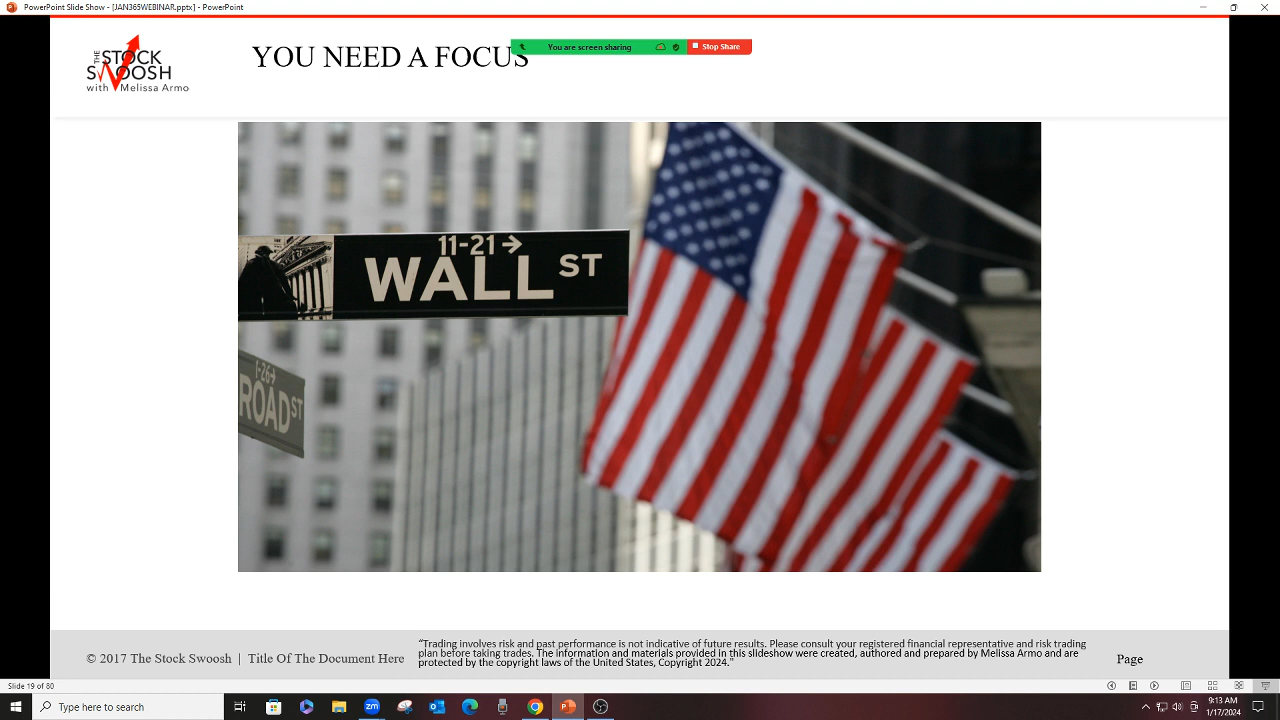 PowerPoint Slide Show - [JAN365WEBINAR.pptx] - PowerPoint
You are screen sharing
Stop Share
THE STOCK
SWOOSH
with Melissa Armo
YOU NEED A FOCUS
11-21 →
WALL ST
1-26 →
ROAD ST
© 2017 The Stock Swoosh | Title Of The Document Here
“Trading involves risk and past performance is not indicative of future results. Please consult your registered financial representative and risk trading
plan before taking trades. The information and materials provided in this slideshow were created, authored and prepared by Melissa Armo and are
protected by the copyright laws of the United States, Copyright 2024."
Page
Slide 19 of 80
Type here to search
9:13 AM
1/17/2024